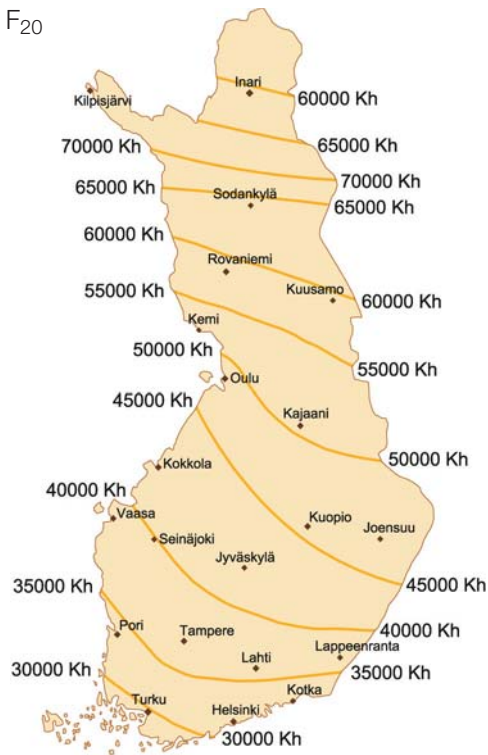 F20
Inari
Kilpisjärvi
60000 Kh
65000 Kh
70000 Kh
70000 Kh
65000 Kh
Sodankylä
65000 Kh
60000 Kh
Rovaniemi
55000 Kh
Kuusamo
60000 Kh
Kemi
50000 Kh
55000 Kh
Oulu
45000 Kh
Kajaani
50000 Kh
Kokkola
40000 Kh
Vaasa
Kuopio
Joensuu
Seinäjoki
Jyväskylä
45000 Kh
35000 Kh
Pori
40000 Kh
Tampere
Lappeenranta
Lahti
35000 Kh
30000 Kh
Turku
Kotka
Helsinki
30000 Kh